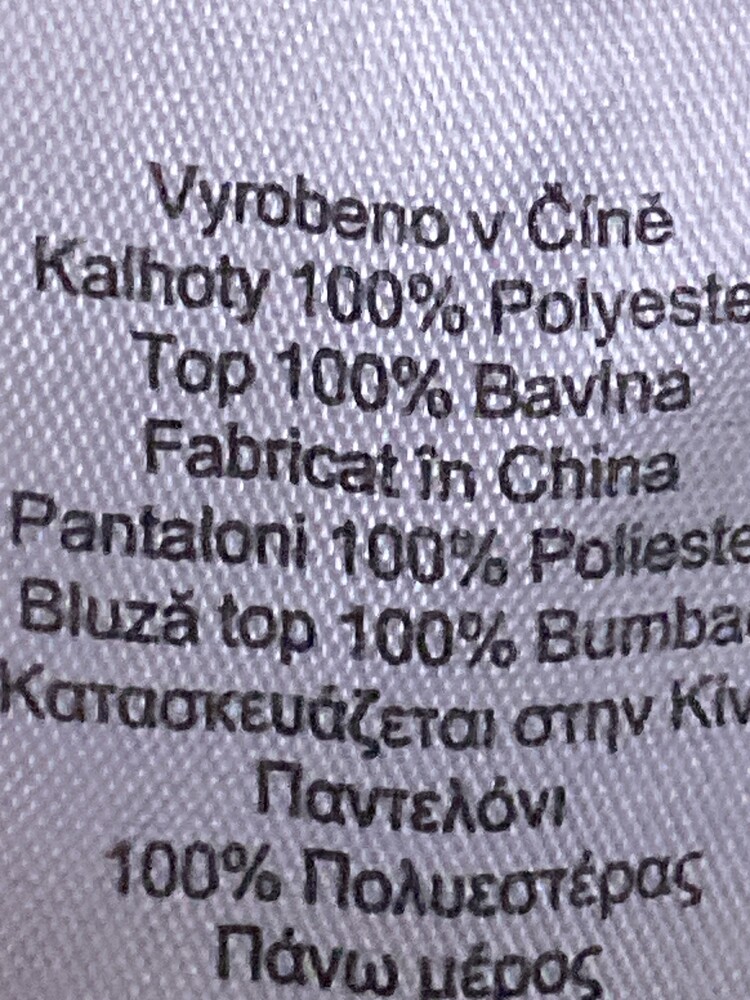 Vyrobeno v Číně
Kalhoty 100% Polyeste
Top 100% Bavlna
Fabricat în China
Pantaloni 100% Polieste
Bluză top 100% Bumba
Κατασκευάζεται στην Κίν
Παντελόνι
100% Πολυεστέρας
Πάνω μέρος